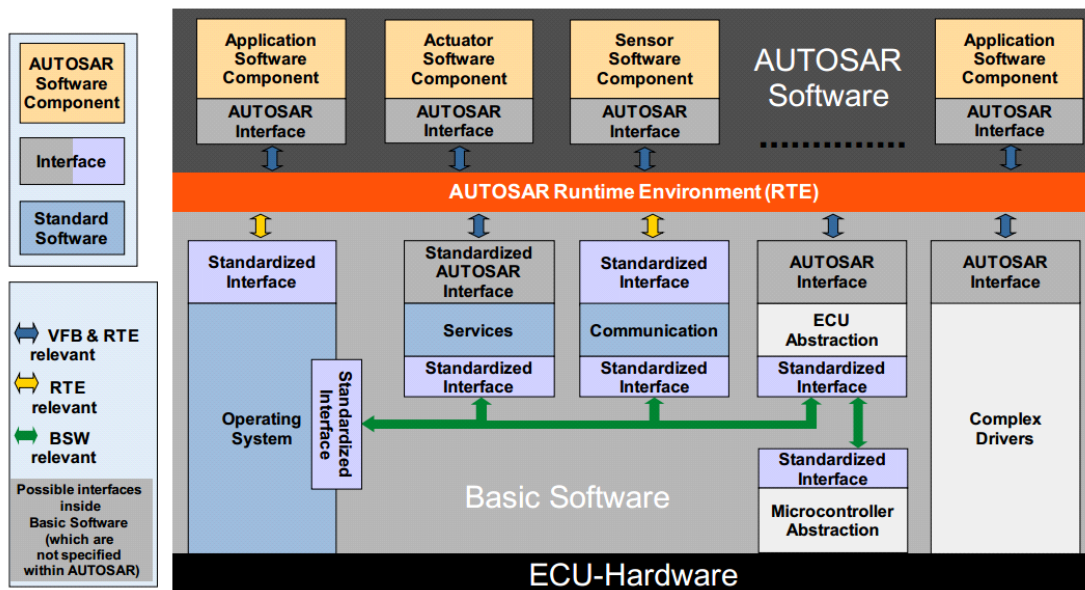 AUTOSAR
Software
Component
Interface
Standard
Software
VFB & RTE
relevant
RTE
relevant
BSW
relevant
Possible interfaces
inside
Basic Software
(which are
not specified
within AUTOSAR)
Application
Software
Component
AUTOSAR
Interface
Actuator
Software
Component
AUTOSAR
Interface
Sensor
Software
Component
AUTOSAR
Interface
AUTOSAR
Software
Application
Software
Component
AUTOSAR
Interface
AUTOSAR Runtime Environment (RTE)
Standardized
Interface
Operating
System
Standardized
Interface
Standardized
AUTOSAR
Interface
Services
Standardized
Interface
Standardized
Interface
Communication
Standardized
Interface
AUTOSAR
Interface
ECU
Abstraction
Standardized
Interface
Standardized
Interface
Microcontroller
Abstraction
AUTOSAR
Interface
Complex
Drivers
Basic Software
ECU-Hardware